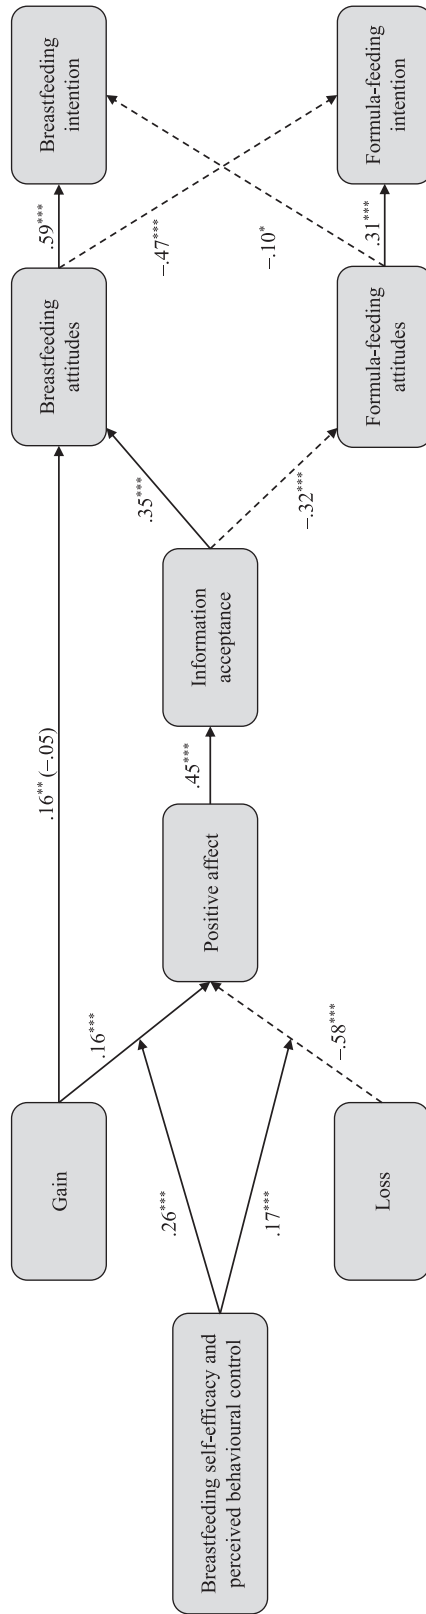 Breastfeeding self-efficacy and
perceived behavioural control
Gain
Loss
.26***
.17***
.16***
–.58***
Positive affect
.16** (–.05)
.45***
Information
acceptance
.35***
–.32***
Breastfeeding
attitudes
Formula-feeding
attitudes
.59***
–.47***
–.10*
.31***
Breastfeeding
intention
Formula-feeding
intention